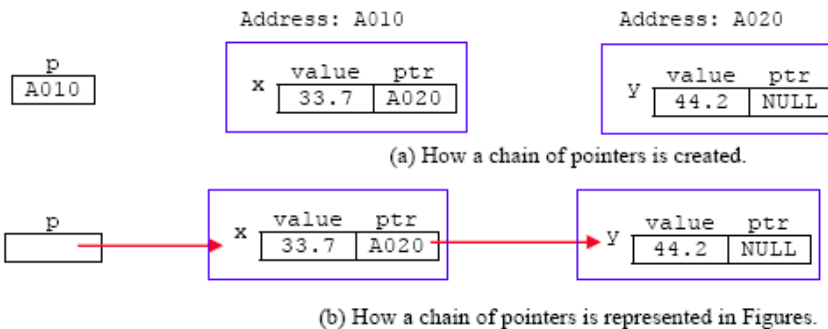 Address: A010 Address: A020
p
A010
x value ptr
33.7 A020
y value ptr
44.2 NULL
(a) How a chain of pointers is created.
p
x value ptr
33.7 A020
y value ptr
44.2 NULL
(b) How a chain of pointers is represented in Figures.